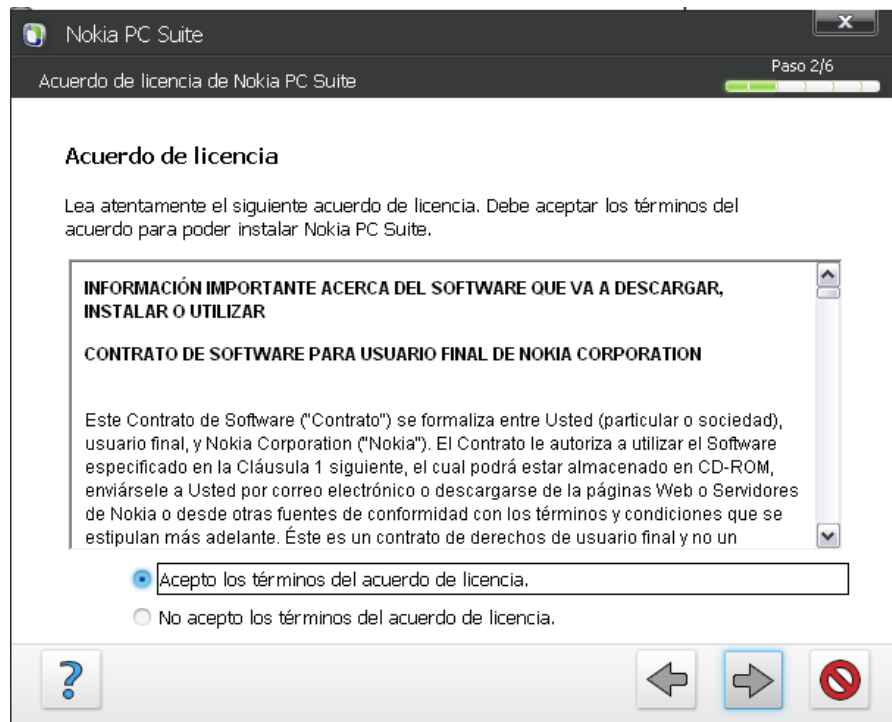 Nokia PC Suite
x
Acuerdo de licencia de Nokia PC Suite
Paso 2/6
Acuerdo de licencia
Lea atentamente el siguiente acuerdo de licencia. Debe aceptar los términos del
acuerdo para poder instalar Nokia PC Suite.
INFORMACIÓN IMPORTANTE ACERCA DEL SOFTWARE QUE VA A DESCARGAR,
INSTALAR O UTILIZAR
CONTRATO DE SOFTWARE PARA USUARIO FINAL DE NOKIA CORPORATION
Este Contrato de Software ("Contrato") se formaliza entre Usted (particular o sociedad),
usuario final, y Nokia Corporation ("Nokia"). El Contrato le autoriza a utilizar el Software
especificado en la Cláusula 1 siguiente, el cual podrá estar almacenado en CD-ROM,
enviársele a Usted por correo electrónico o descargarse de la páginas Web o Servidores
de Nokia o desde otras fuentes de conformidad con los términos y condiciones que se
estipulan más adelante. Éste es un contrato de derechos de usuario final y no un
Acepto los términos del acuerdo de licencia.
No acepto los términos del acuerdo de licencia.
?